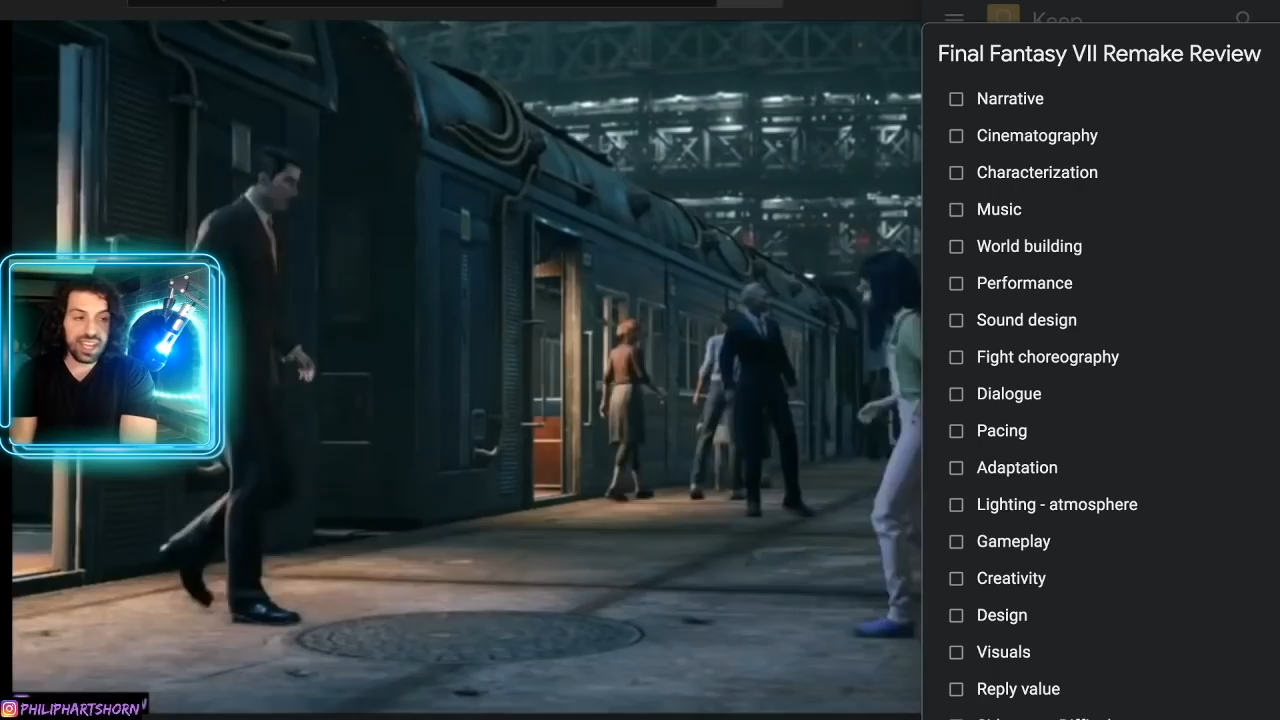 Keep
Final Fantasy VII Remake Review
Narrative
Cinematography
Characterization
Music
World building
Performance
Sound design
Fight choreography
Dialogue
Pacing
Adaptation
Lighting - atmosphere
Gameplay
Creativity
Design
Visuals
Reply value
PHILIPHARTSHORN